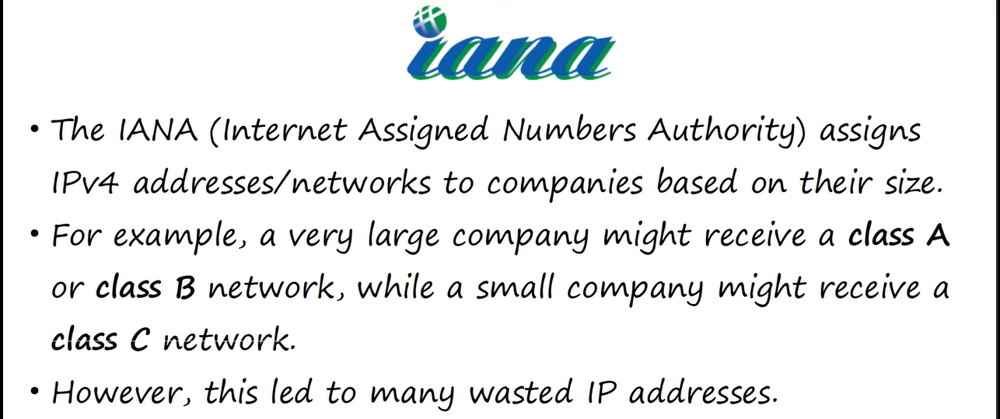 iana
• The IANA (Internet Assigned Numbers Authority) assigns
IPv4 addresses/networks to companies based on their size.
• For example, a very large company might receive a class A
or class B network, while a small company might receive a
class C network.
• However, this led to many wasted IP addresses.